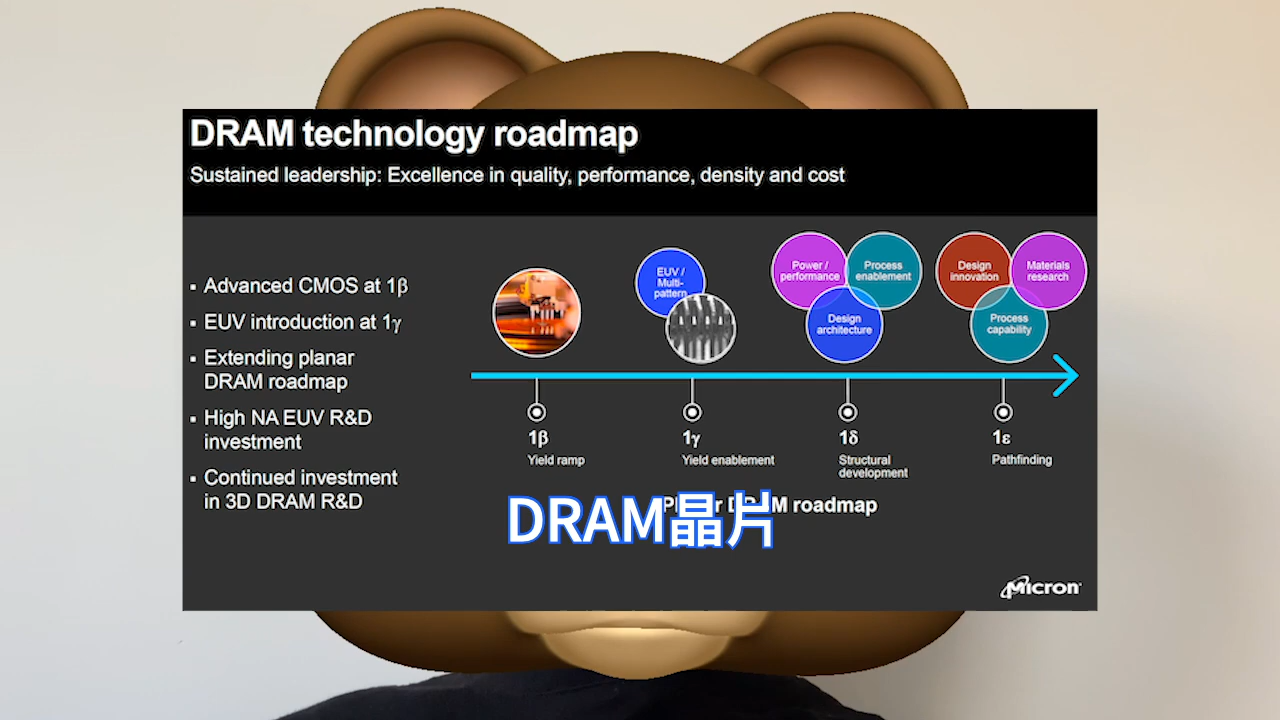 DRAM technology roadmap
Sustained leadership: Excellence in quality, performance, density and cost
▪ Advanced CMOS at 1β
▪ EUV introduction at 1γ
▪ Extending planar
DRAM roadmap
▪ High NA EUV R&D
investment
▪ Continued investment
in 3D DRAM R&D
EUV /
Multi-
pattern
Power /
performance
Process
enablement
Design
architecture
Design
innovation
Materials
research
Process
capability
1β
Yield ramp
1γ
Yield enablement
1δ
Structural
development
1ε
Pathfinding
DRAM roadmap
DRAM晶片
Micron